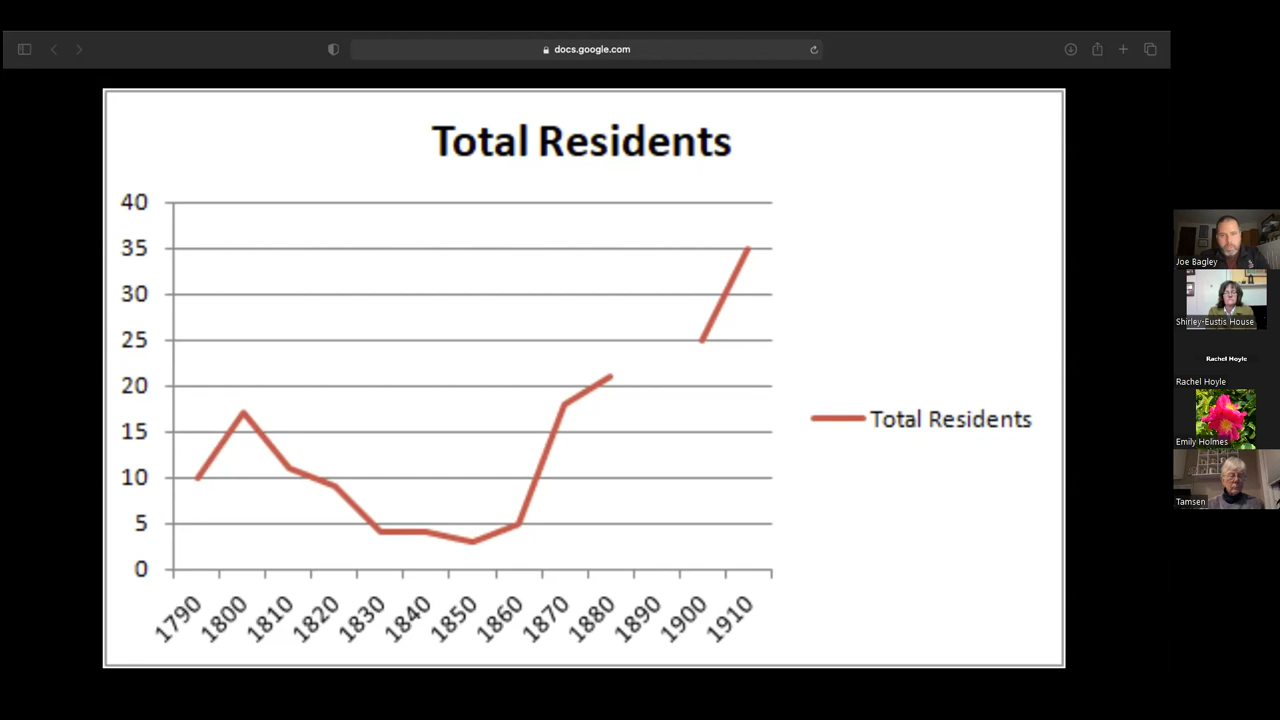 docs.google.com
Total Residents
40
35
30
25
20
15
10
5
0
1790
1800
1810
1820
1830
1840
1850
1860
1870
1880
1890
1900
1910
Total Residents
Joe Bagley
Shirley-Eustis House
Rachel Hoyle
Rachel Hoyle
Emily Holmes
Tamsen